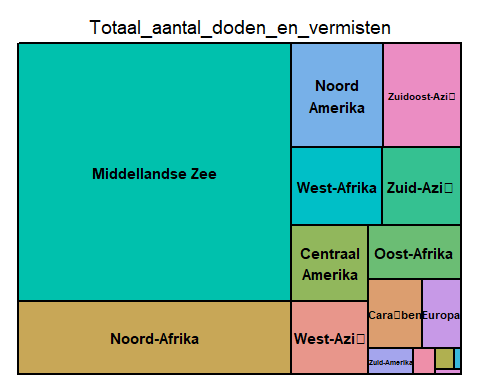 Totaal_aantal_doden_en_vermisten
Middellandse Zee
Noord-Afrika
Noord
Amerika
Zuidoost-Azi▯
West-Afrika
Zuid-Azi▯
Centraal
Amerika
Oost-Afrika
West-Azi▯
Cara▯ben
Europa
Zuid-Amerika